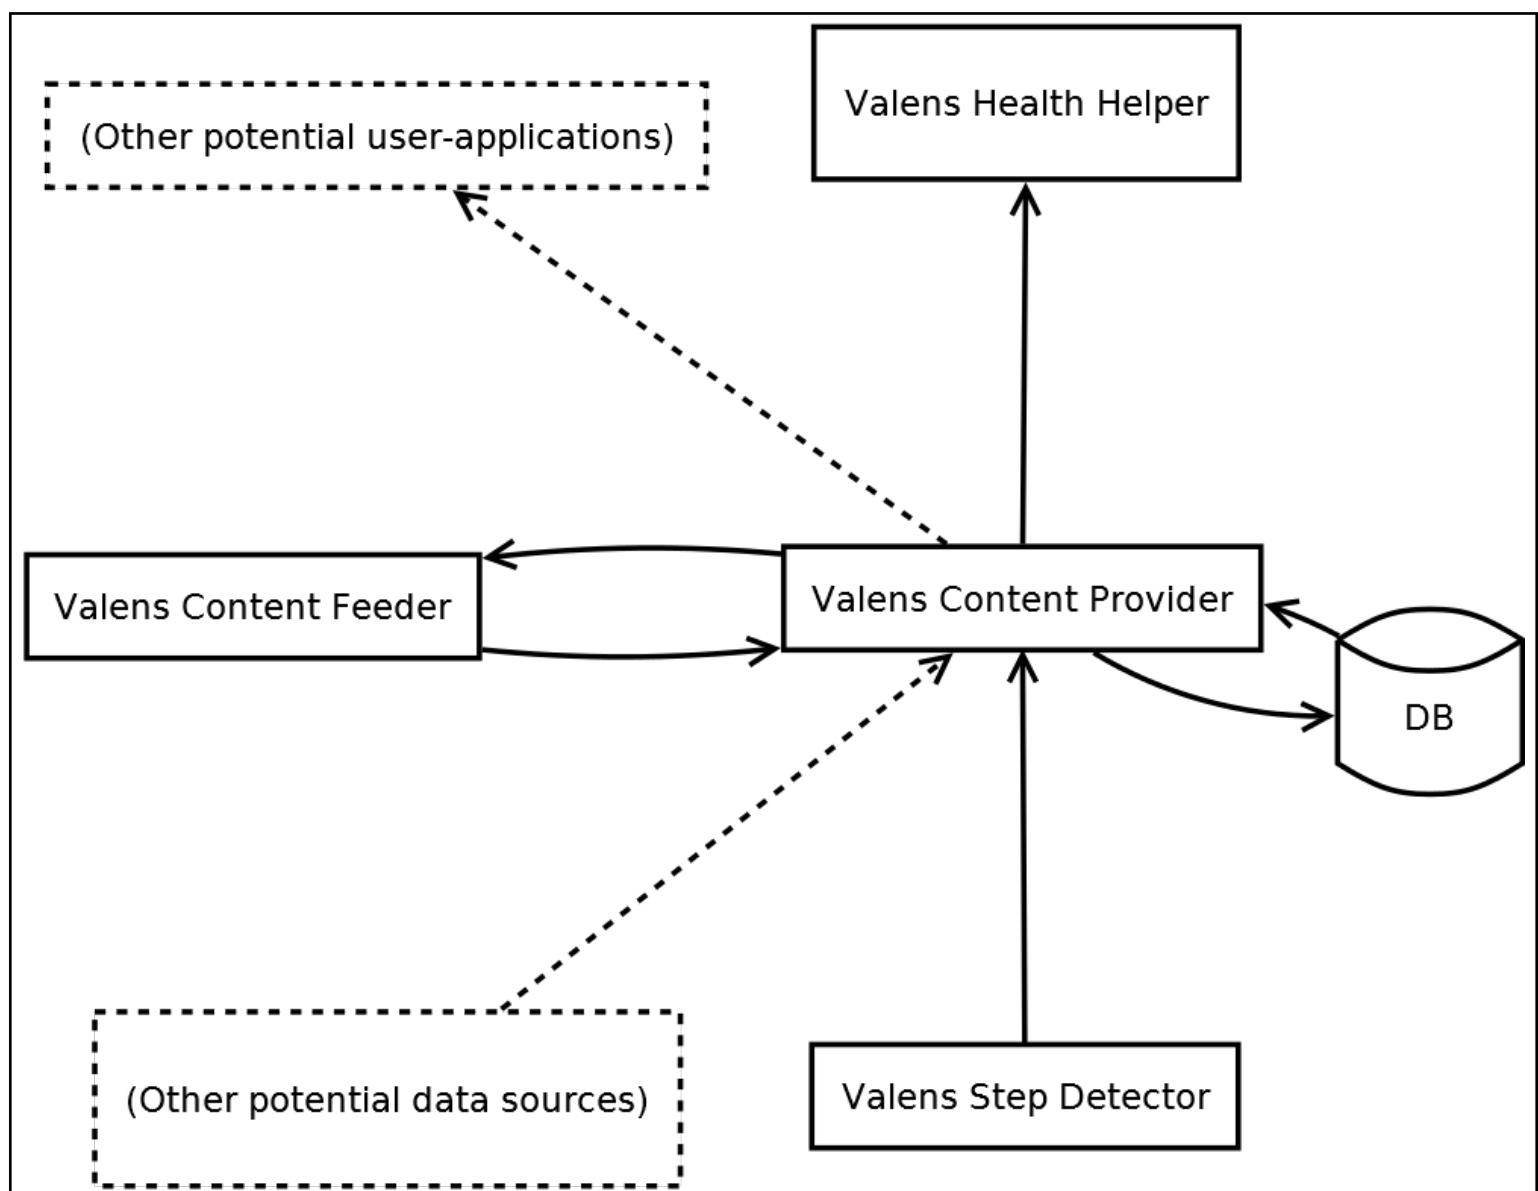 Valens Health Helper
(Other potential user-applications)
Valens Content Feeder
Valens Content Provider
DB
(Other potential data sources)
Valens Step Detector